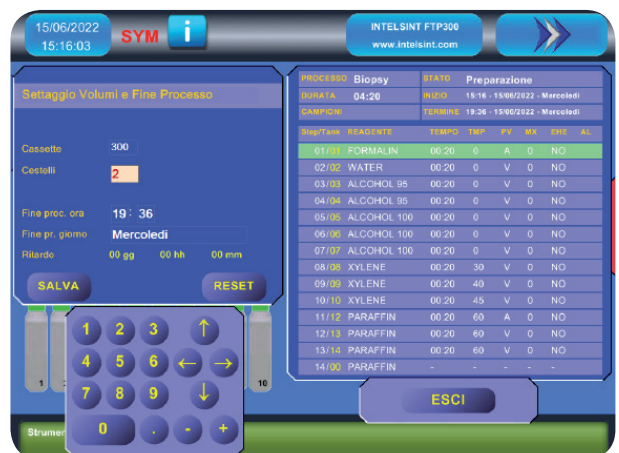 15/06/2022
15:16:03
SYM
i
INTELSINT FTP300
www.intelsint.com
Settaggio Volumi e Fine Processo
Cassette 300
Cestelli 2
Fine proc. ora 19: 36
Fine pr. giorno Mercoledì
Ritardo 00 gg 00 hh 00 mm
SALVA RESET
PROCESSO Biopsy STATO Preparazione
DURATA 04:20 INIZIO 15:16 - 15/06/2022 - Mercoledì
CAMPIONI TERMINE 19:36 - 15/06/2022 - Mercoledì
Step/Tank REAGENTE TEMPO TMP PV MX EHE AL
01/01 FORMALIN 00:20 0 A 0 NO
02/02 WATER 00:20 0 V 0 NO
03/03 ALCOHOL 95 00:20 0 V 0 NO
04/04 ALCOHOL 95 00:20 0 V 0 NO
05/05 ALCOHOL 100 00:20 0 V 0 NO
06/06 ALCOHOL 100 00:20 0 V 0 NO
07/07 ALCOHOL 100 00:20 0 V 0 NO
08/08 XYLENE 00:20 30 V 0 NO
09/09 XYLENE 00:20 40 V 0 NO
10/10 XYLENE 00:20 45 V 0 NO
11/12 PARAFFIN 00:20 60 A 0 NO
12/13 PARAFFIN 00:20 60 V 0 NO
13/14 PARAFFIN 00:20 60 V 0 NO
14/00 PARAFFIN - - - - -
1 2 3 ↑
4 5 6 ← →
7 8 9 ↓
0 . - +
1 10
ESCI
Strumen